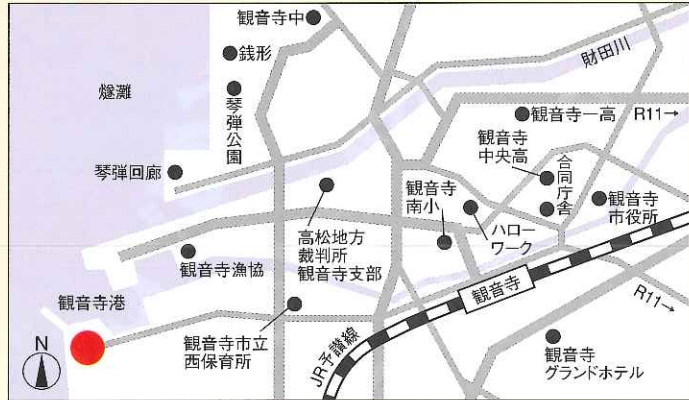 観音寺中
銭形
財田川
燧灘
琴弾公園
観音寺一高
R11→
観音寺
中央高
合同庁舎
琴弾回廊
観音寺
南小
ハロー
ワーク
観音寺
市役所
高松地方
裁判所
観音寺支部
観音寺漁協
観音寺
観音寺港
R11→
観音寺市立
西保育所
JR予讃線
観音寺
グランドホテル
N